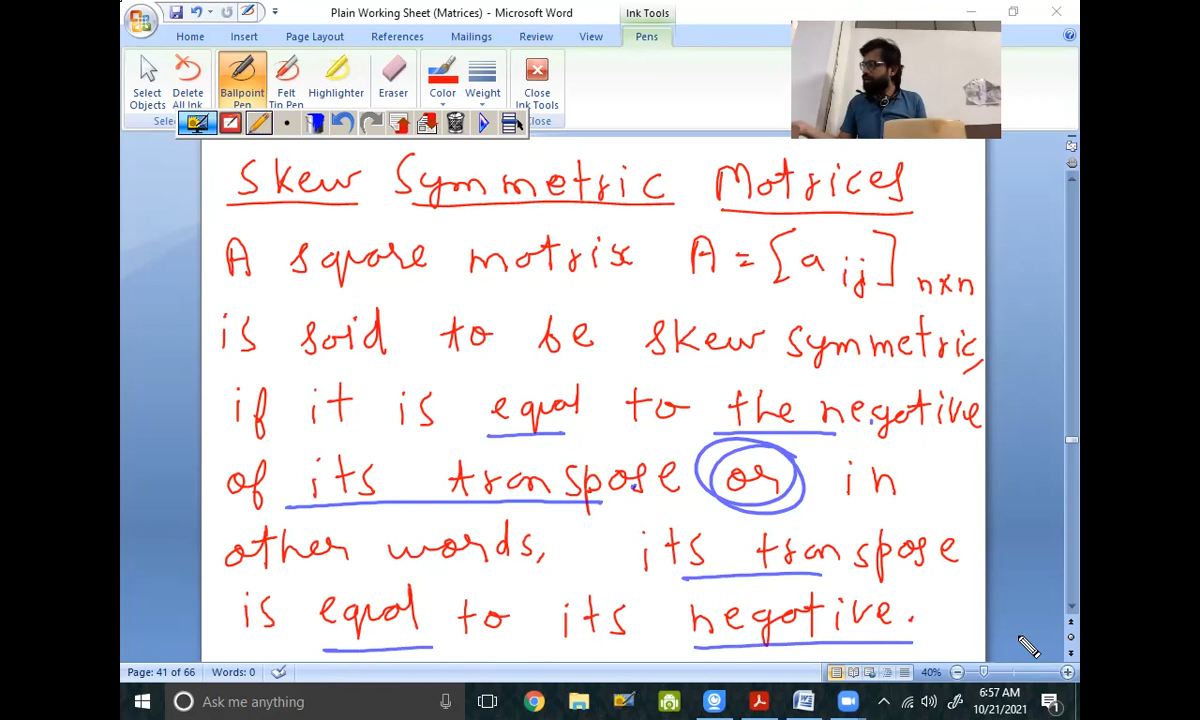 Plain Working Sheet (Matrices) - Microsoft Word
Ink Tools
Home Insert Page Layout References Mailings Review View Pens
Select Objects
Delete All Ink
Ballpoint Pen
Felt Tip Pen
Highlighter
Eraser
Color
Weight
Close Ink Tools
Close
Skew Symmetric Matrices
A square matrix A = [a ij] n×n
is said to be skew symmetric,
if it is equal to the negative
of its transpose or in
other words, its transpose
is equal to its negative.
Page: 41 of 66 Words: 0 40%
Ask me anything
6:57 AM
10/21/2021